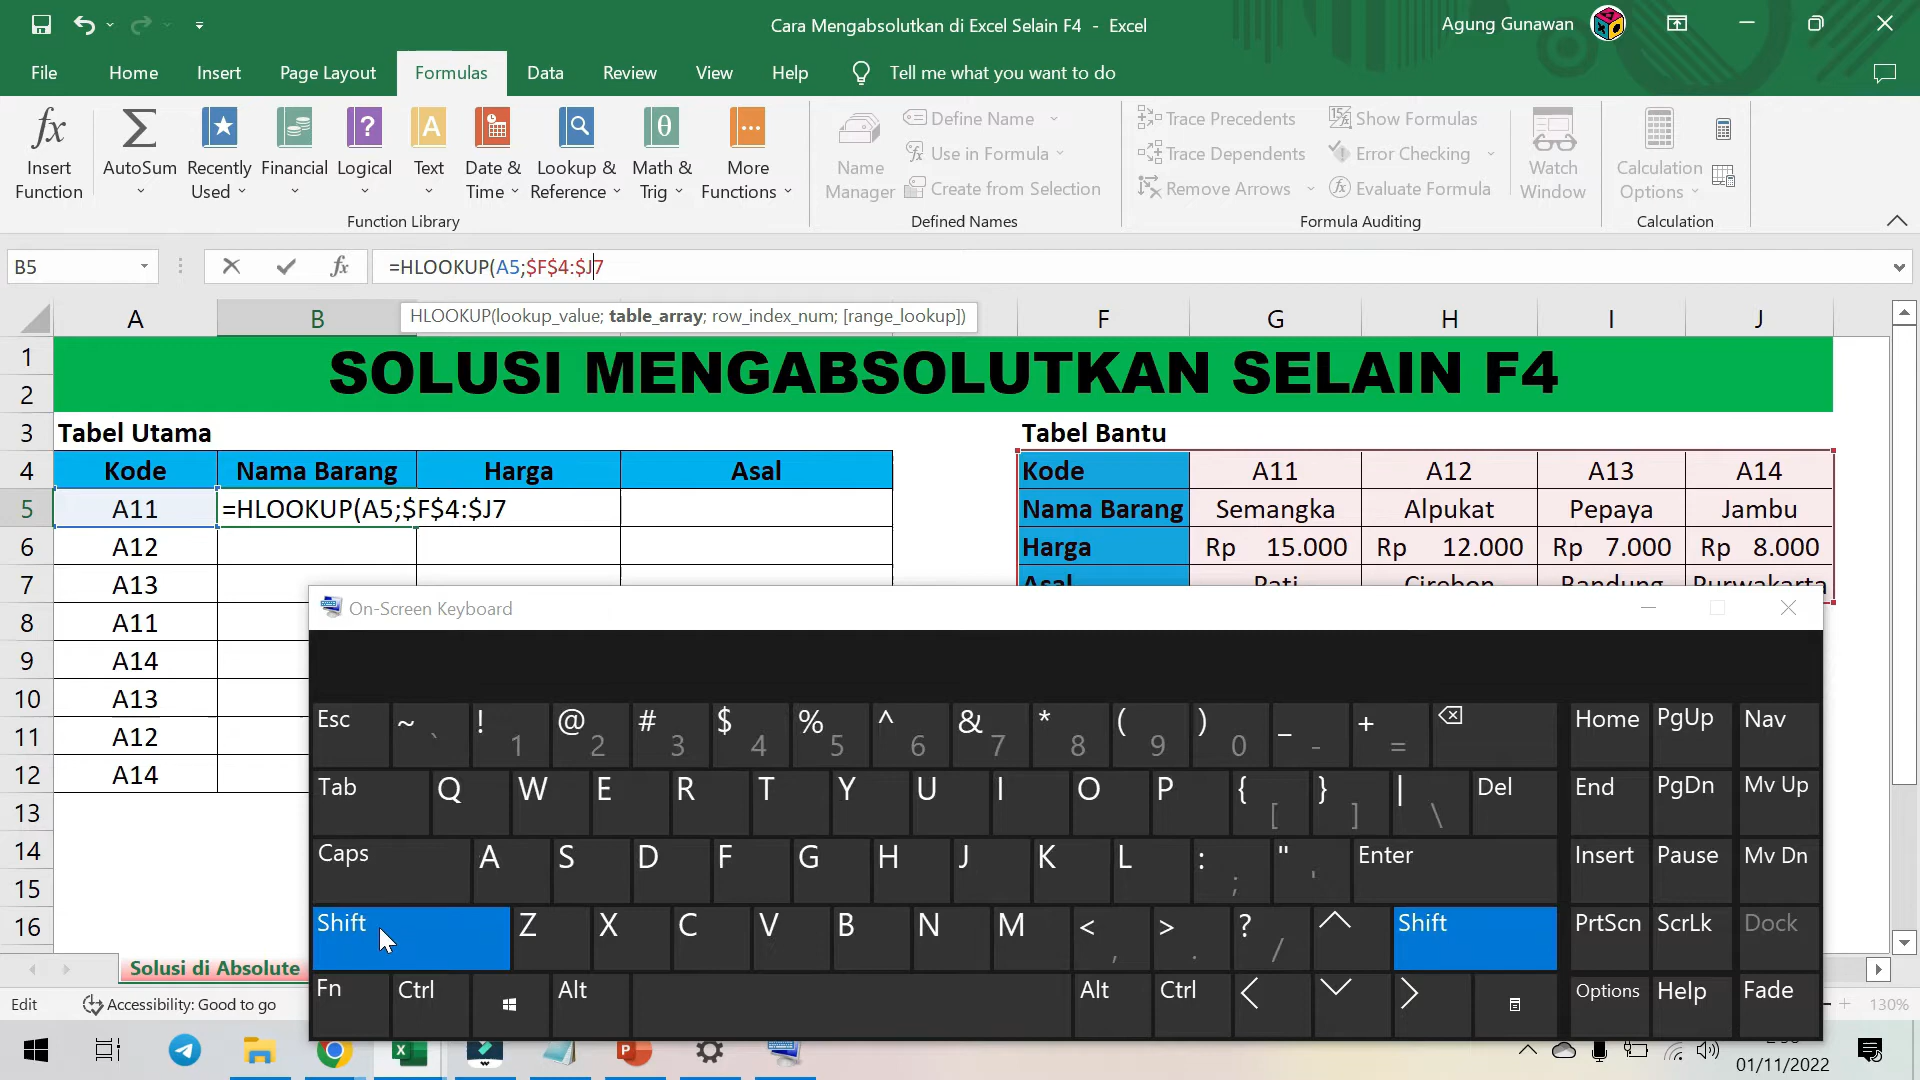 Cara Mengabsolutkan di Excel Selain F4 - Excel
Agung Gunawan
File Home Insert Page Layout Formulas Data Review View Help Tell me what you want to do
Insert Function
AutoSum
Recently Used
Financial
Logical
Text
Date & Time
Lookup & Reference
Math & Trig
More Functions
Function Library
Name Manager
Define Name
Use in Formula
Create from Selection
Defined Names
Trace Precedents
Trace Dependents
Remove Arrows
Show Formulas
Error Checking
Evaluate Formula
Formula Auditing
Watch Window
Calculation Options
Calculation
B5 fx =HLOOKUP(A5;$F$4:$J7
HLOOKUP(lookup_value; table_array; row_index_num; [range_lookup])
A B F G H I J
1 SOLUSI MENGABSOLUTKAN SELAIN F4
2
3 Tabel Utama Tabel Bantu
4 Kode Nama Barang Harga Asal Kode A11 A12 A13 A14
5 A11 =HLOOKUP(A5;$F$4:$J7 Nama Barang Semangka Alpukat Pepaya Jambu
6 A12 Harga Rp 15.000 Rp 12.000 Rp 7.000 Rp 8.000
7 A13 Asal Pati Cirebon Bandung Purwakarta
8 A11
9 A14
10 A13
11 A12
12 A14
13
14
15
16
On-Screen Keyboard
Esc ~ ` ! 1 @ 2 # 3 $ 4 % 5 ^ 6 & 7 * 8 ( 9 ) 0 _ - + = Home PgUp Nav
Tab Q W E R T Y U I O P { [ } ] | \ Del End PgDn Mv Up
Caps A S D F G H J K L : ; " ' Enter Insert Pause Mv Dn
Shift Z X C V B N M < , > . ? / Shift PrtScn ScrLk Dock
Fn Ctrl Alt Alt Ctrl Options Help Fade
Solusi di Absolute
Edit Accessibility: Good to go 130%
01/11/2022